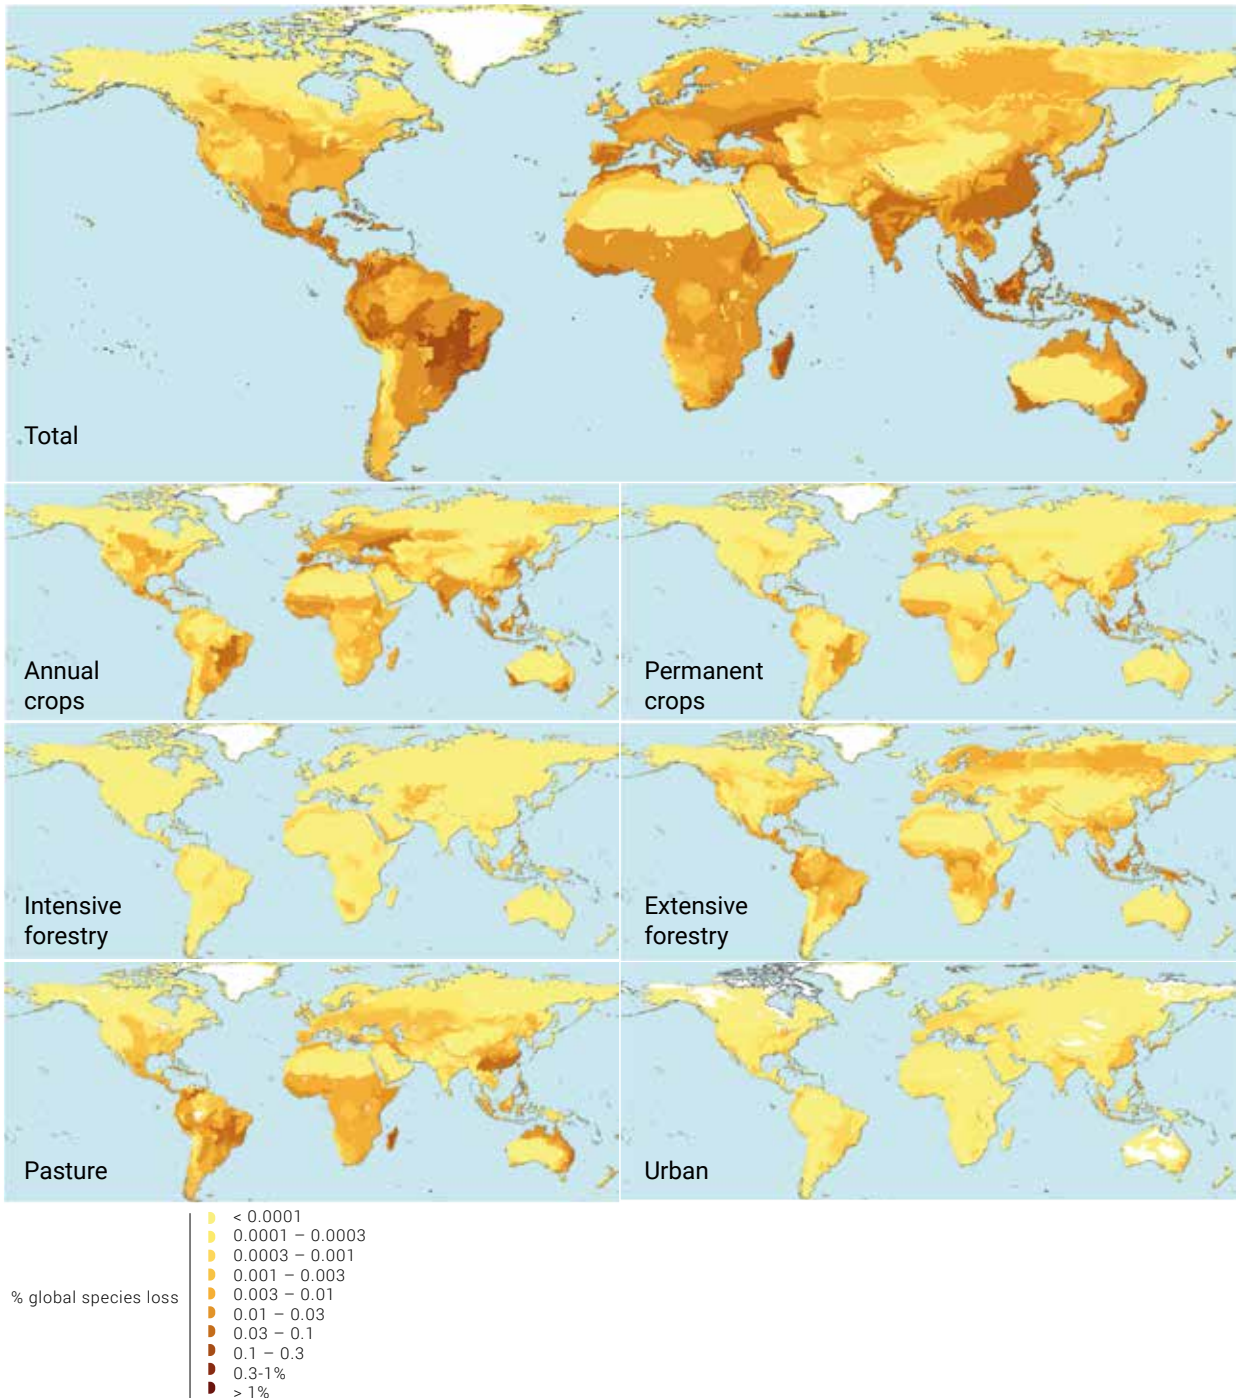 Total
Annual
crops
Permanent
crops
Intensive
forestry
Extensive
forestry
Pasture
Urban
% global species loss
< 0.0001
0.0001 – 0.0003
0.0003 – 0.001
0.001 – 0.003
0.003 – 0.01
0.01 – 0.03
0.03 – 0.1
0.1 – 0.3
0.3-1%
> 1%